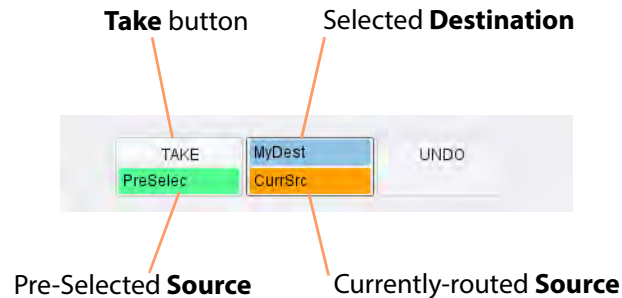 Take button
Selected Destination
TAKE
MyDest
UNDO
PreSelec
CurrSrc
Pre-Selected Source
Currently-routed Source